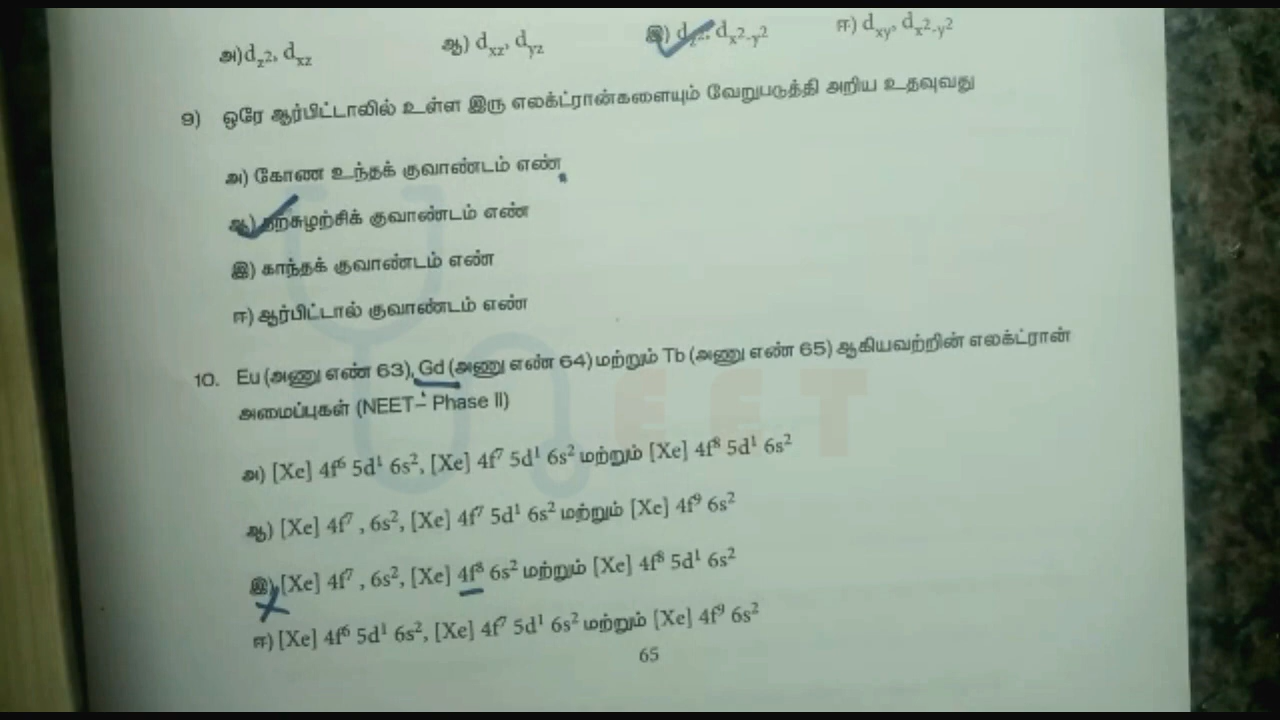 அ) d_z², d_xz ஆ) d_xz, d_yz இ) d_z², d_x²-y² ஈ) d_xy, d_x²-y²
9) ஒரே ஆர்பிட்டாலில் உள்ள இரு எலக்ட்ரான்களையும் வேறுபடுத்தி அறிய உதவுவது
அ) கோண உந்தக் குவாண்டம் எண்
ஆ) தற்சுழற்சிக் குவாண்டம் எண்
இ) காந்தக் குவாண்டம் எண்
ஈ) ஆர்பிட்டால் குவாண்டம் எண்
10. Eu (அணு எண் 63), Gd (அணு எண் 64) மற்றும் Tb (அணு எண் 65) ஆகியவற்றின் எலக்ட்ரான்
அமைப்புகள் (NEET – Phase II)
EET
அ) [Xe] 4f⁶ 5d¹ 6s², [Xe] 4f⁷ 5d¹ 6s² மற்றும் [Xe] 4f⁸ 5d¹ 6s²
ஆ) [Xe] 4f⁷ , 6s², [Xe] 4f⁷ 5d¹ 6s² மற்றும் [Xe] 4f⁹ 6s²
இ) [Xe] 4f⁷ , 6s², [Xe] 4f⁸ 6s² மற்றும் [Xe] 4f⁸ 5d¹ 6s²
ஈ) [Xe] 4f⁶ 5d¹ 6s², [Xe] 4f⁷ 5d¹ 6s² மற்றும் [Xe] 4f⁹ 6s²
65